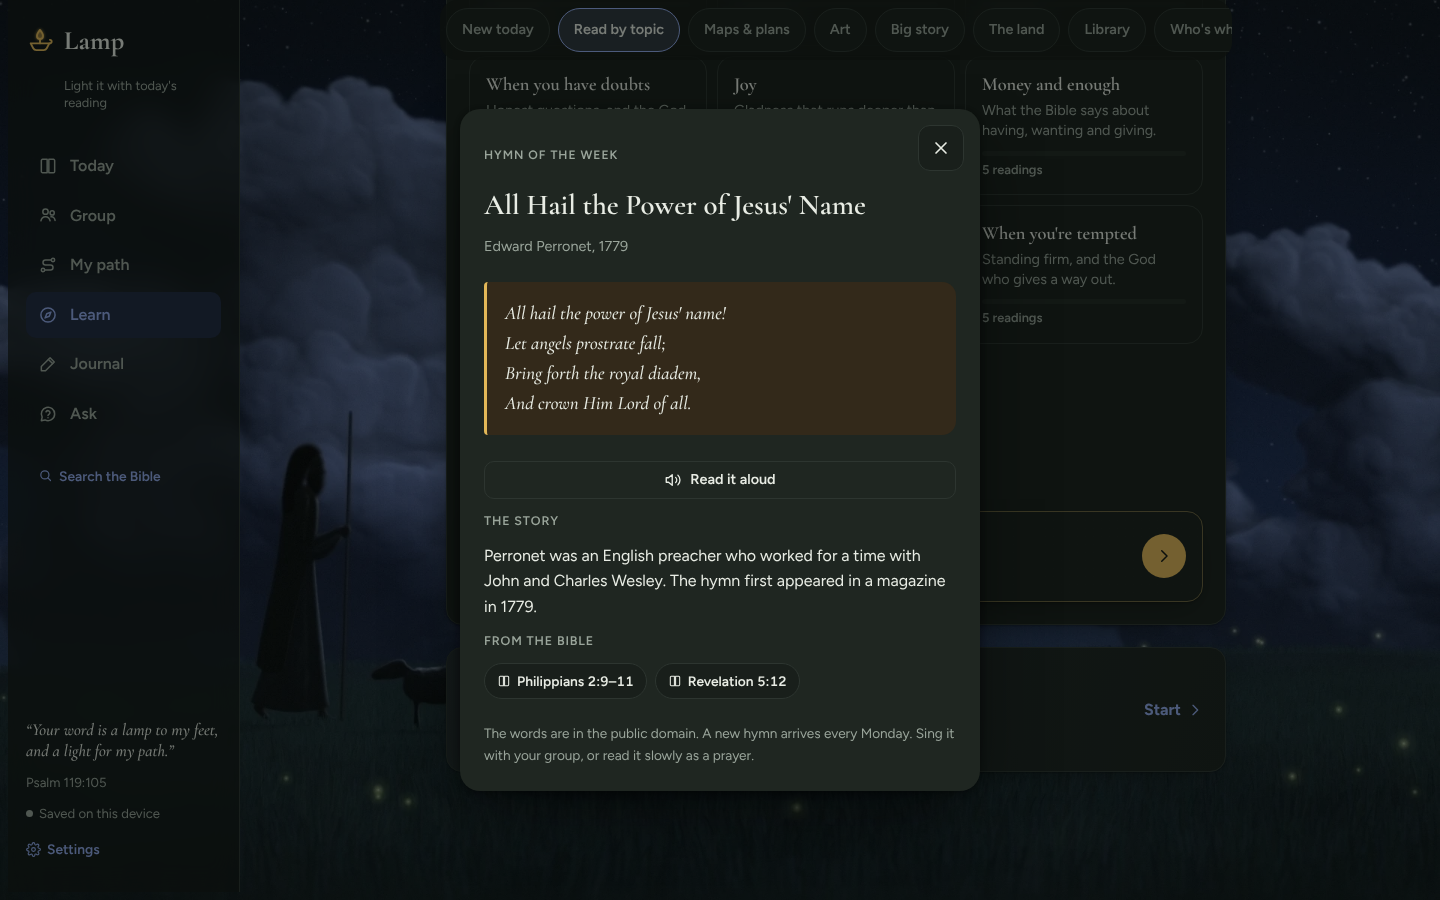 Lamp
Light it with today's
reading
Today
Group
My path
Learn
Journal
Ask
Search the Bible
“Your word is a lamp to my feet,
and a light for my path.”
Psalm 119:105
Saved on this device
Settings
New today
Read by topic
Maps & plans
Art
Big story
The land
Library
Who's wh
When you have doubts
Joy
Money and enough
What the Bible says about
having, wanting and giving.
5 readings
When you're tempted
Standing firm, and the God
who gives a way out.
5 readings
Start
HYMN OF THE WEEK
All Hail the Power of Jesus' Name
Edward Perronet, 1779
All hail the power of Jesus' name!
Let angels prostrate fall;
Bring forth the royal diadem,
And crown Him Lord of all.
Read it aloud
THE STORY
Perronet was an English preacher who worked for a time with
John and Charles Wesley. The hymn first appeared in a magazine
in 1779.
FROM THE BIBLE
Philippians 2:9–11
Revelation 5:12
The words are in the public domain. A new hymn arrives every Monday. Sing it
with your group, or read it slowly as a prayer.